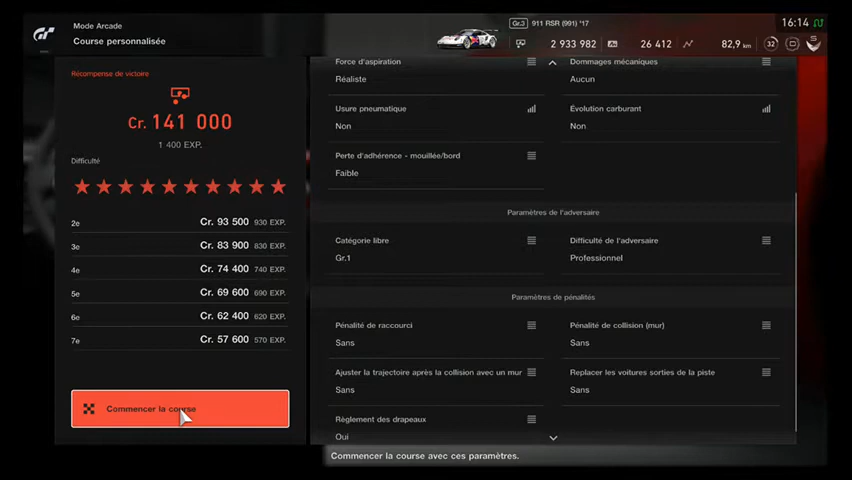 Mode Arcade
Course personnalisée
Gr.3 911 RSR (991) '17
2 933 982 26 412 82,9 km 32 S
16:14
Récompense de victoire
Cr. 141 000
1 400 EXP.
Difficulté
2e Cr. 93 500 930 EXP.
3e Cr. 83 900 830 EXP.
4e Cr. 74 400 740 EXP.
5e Cr. 69 600 690 EXP.
6e Cr. 62 400 620 EXP.
7e Cr. 57 600 570 EXP.
Commencer la course
Force d'aspiration
Réaliste
Dommages mécaniques
Aucun
Usure pneumatique
Non
Évolution carburant
Non
Perte d'adhérence - mouillée/bord
Faible
Paramètres de l'adversaire
Catégorie libre
Gr.1
Difficulté de l'adversaire
Professionnel
Paramètres de pénalités
Pénalité de raccourci
Sans
Pénalité de collision (mur)
Sans
Ajuster la trajectoire après la collision avec un mur
Sans
Replacer les voitures sorties de la piste
Sans
Règlement des drapeaux
Oui
Commencer la course avec ces paramètres.